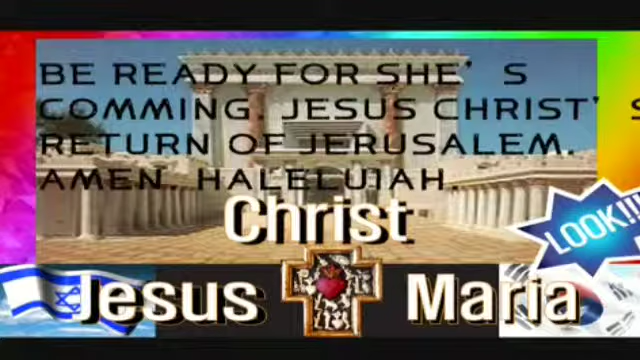 BE READY FOR SHE'S
COMMING. JESUS CHRIST'S
RETURN OF JERUSALEM.
AMEN. HALELUIAH.
Christ
LOOK!!!
Jesus Maria